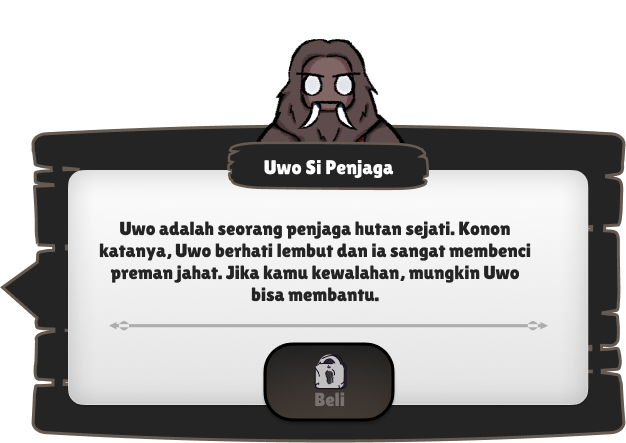 Uwo Si Penjaga
Uwo adalah seorang penjaga hutan sejati. Konon
katanya, Uwo berhati lembut dan ia sangat membenci
preman jahat. Jika kamu kewalahan, mungkin Uwo
bisa membantu.
Beli